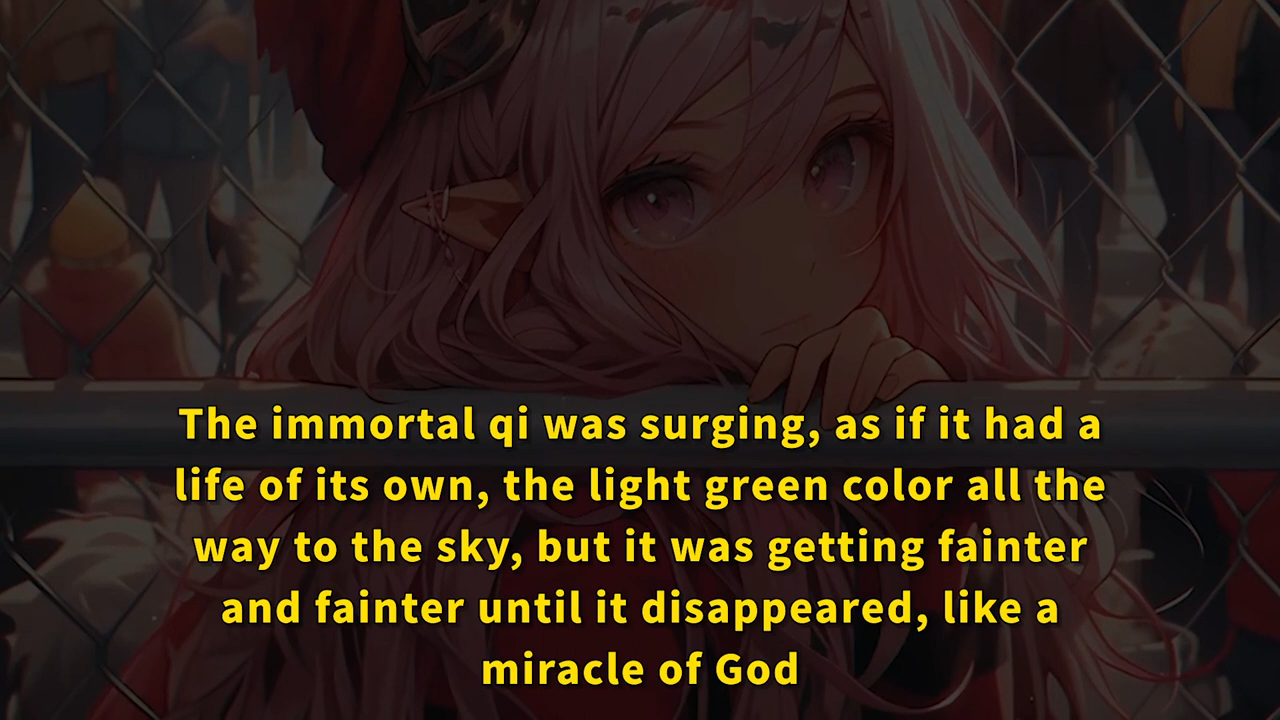 The immortal qi was surging, as if it had a
life of its own, the light green color all the
way to the sky, but it was getting fainter
and fainter until it disappeared, like a
miracle of God